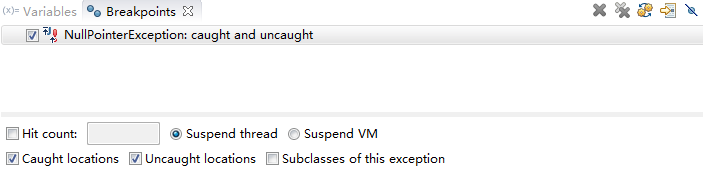 (x)= Variables Breakpoints
NullPointerException: caught and uncaught
Hit count: Suspend thread Suspend VM
Caught locations Uncaught locations Subclasses of this exception